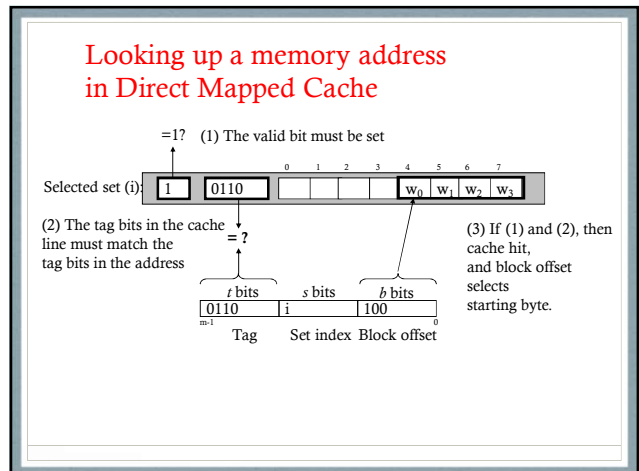 Looking up a memory address
in Direct Mapped Cache
=1? (1) The valid bit must be set
0 1 2 3 4 5 6 7
Selected set (i): 1 0110 w0 w1 w2 w3
(2) The tag bits in the cache
line must match the
tag bits in the address
= ?
(3) If (1) and (2), then
cache hit,
and block offset
selects
starting byte.
t bits s bits b bits
0110 i 100
m-1 0
Tag Set index Block offset